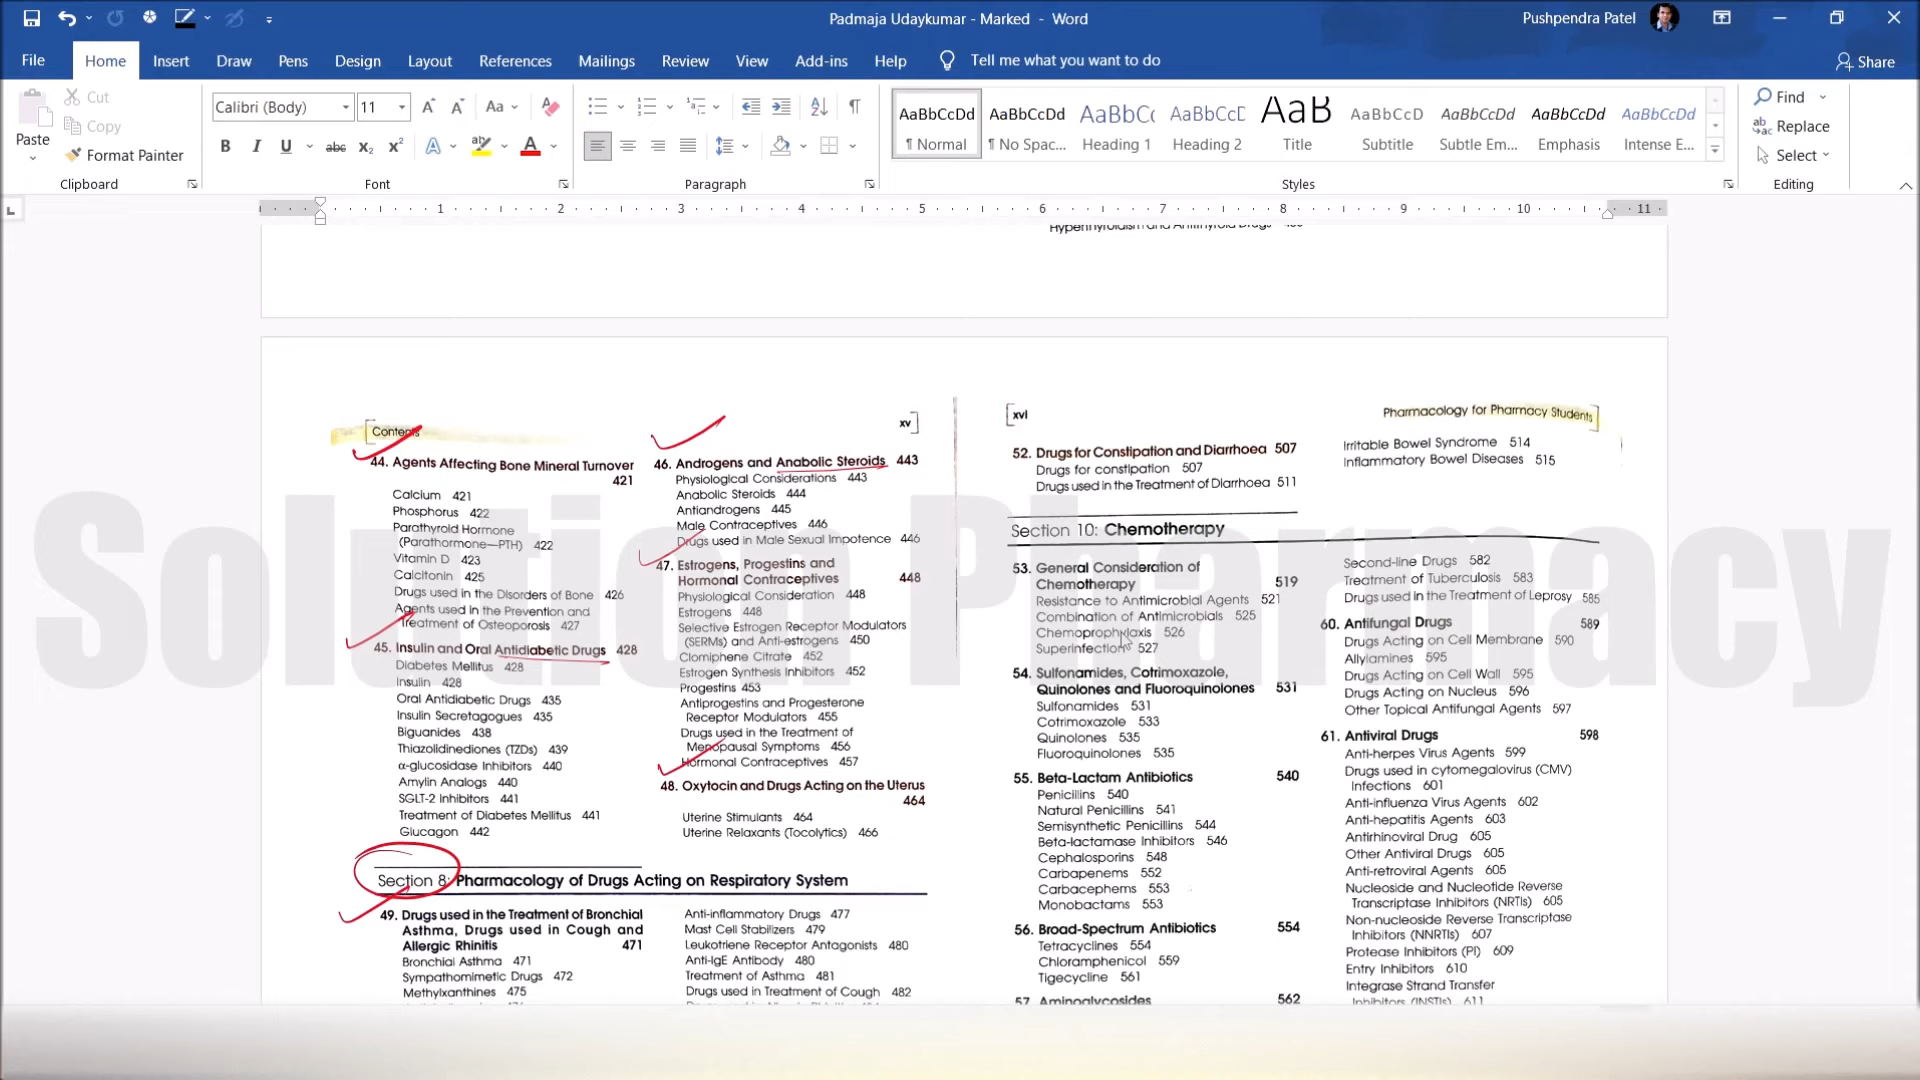 Padmaja Udaykumar - Marked - Word
Pushpendra Patel
File
Home
Insert
Draw
Pens
Design
Layout
References
Mailings
Review
View
Add-ins
Help
Tell me what you want to do
Share
Paste
Cut
Copy
Format Painter
Clipboard
Calibri (Body)
11
Font
Paragraph
AaBbCcDd
¶ Normal
AaBbCcDd
¶ No Spac...
AaBbCc
Heading 1
AaBbCcD
Heading 2
AaB
Title
AaBbCcD
Subtitle
AaBbCcDd
Subtle Em...
AaBbCcDd
Emphasis
AaBbCcDd
Intense E...
Styles
Find
Replace
Select
Editing
1 2 3 4 5 6 7 8 9 10 11
Hyperthyroidism and Antithyroid Drugs
Contents
xv
44. Agents Affecting Bone Mineral Turnover
421
Calcium 421
Phosphorus 422
Parathyroid Hormone
(Parathormone—PTH) 422
Vitamin D 423
Calcitonin 425
Drugs used in the Disorders of Bone 426
Agents used in the Prevention and
Treatment of Osteoporosis 427
45. Insulin and Oral Antidiabetic Drugs 428
Diabetes Mellitus 428
Insulin 428
Oral Antidiabetic Drugs 435
Insulin Secretagogues 435
Biguanides 438
Thiazolidinediones (TZDs) 439
α-glucosidase Inhibitors 440
Amylin Analogs 440
SGLT-2 Inhibitors 441
Treatment of Diabetes Mellitus 441
Glucagon 442
46. Androgens and Anabolic Steroids 443
Physiological Considerations 443
Anabolic Steroids 444
Antiandrogens 445
Male Contraceptives 446
Drugs used in Male Sexual Impotence 446
47. Estrogens, Progestins and
Hormonal Contraceptives 448
Physiological Consideration 448
Estrogens 448
Selective Estrogen Receptor Modulators
(SERMs) and Anti-estrogens 450
Clomiphene Citrate 452
Estrogen Synthesis Inhibitors 452
Progestins 453
Antiprogestins and Progesterone
Receptor Modulators 455
Drugs used in the Treatment of
Menopausal Symptoms 456
Hormonal Contraceptives 457
48. Oxytocin and Drugs Acting on the Uterus
464
Uterine Stimulants 464
Uterine Relaxants (Tocolytics) 466
Section 8: Pharmacology of Drugs Acting on Respiratory System
49. Drugs used in the Treatment of Bronchial
Asthma, Drugs used in Cough and
Allergic Rhinitis 471
Bronchial Asthma 471
Sympathomimetic Drugs 472
Methylxanthines 475
Anti-inflammatory Drugs 477
Mast Cell Stabilizers 479
Leukotriene Receptor Antagonists 480
Anti-IgE Antibody 480
Treatment of Asthma 481
Drugs used in Treatment of Cough 482
xvi
Pharmacology for Pharmacy Students
52. Drugs for Constipation and Diarrhoea 507
Drugs for constipation 507
Drugs used in the Treatment of Diarrhoea 511
Irritable Bowel Syndrome 514
Inflammatory Bowel Diseases 515
Section 10: Chemotherapy
53. General Consideration of
Chemotherapy 519
Resistance to Antimicrobial Agents 521
Combination of Antimicrobials 525
Chemoprophylaxis 526
Superinfection 527
54. Sulfonamides, Cotrimoxazole,
Quinolones and Fluoroquinolones 531
Sulfonamides 531
Cotrimoxazole 533
Quinolones 535
Fluoroquinolones 535
55. Beta-Lactam Antibiotics 540
Penicillins 540
Natural Penicillins 541
Semisynthetic Penicillins 544
Beta-lactamase Inhibitors 546
Cephalosporins 548
Carbapenems 552
Carbacephems 553
Monobactams 553
56. Broad-Spectrum Antibiotics 554
Tetracyclines 554
Chloramphenicol 559
Tigecycline 561
57. Aminoglycosides 562
Second-line Drugs 582
Treatment of Tuberculosis 583
Drugs used in the Treatment of Leprosy 585
60. Antifungal Drugs 589
Drugs Acting on Cell Membrane 590
Allylamines 595
Drugs Acting on Cell Wall 595
Drugs Acting on Nucleus 596
Other Topical Antifungal Agents 597
61. Antiviral Drugs 598
Anti-herpes Virus Agents 599
Drugs used in cytomegalovirus (CMV)
Infections 601
Anti-influenza Virus Agents 602
Anti-hepatitis Agents 603
Antirhinoviral Drug 605
Other Antiviral Drugs 605
Anti-retroviral Agents 605
Nucleoside and Nucleotide Reverse
Transcriptase Inhibitors (NRTIs) 605
Non-nucleoside Reverse Transcriptase
Inhibitors (NNRTIs) 607
Protease Inhibitors (PI) 609
Entry Inhibitors 610
Integrase Strand Transfer
Inhibitors (INSTIs) 611
Solution Pharmacy